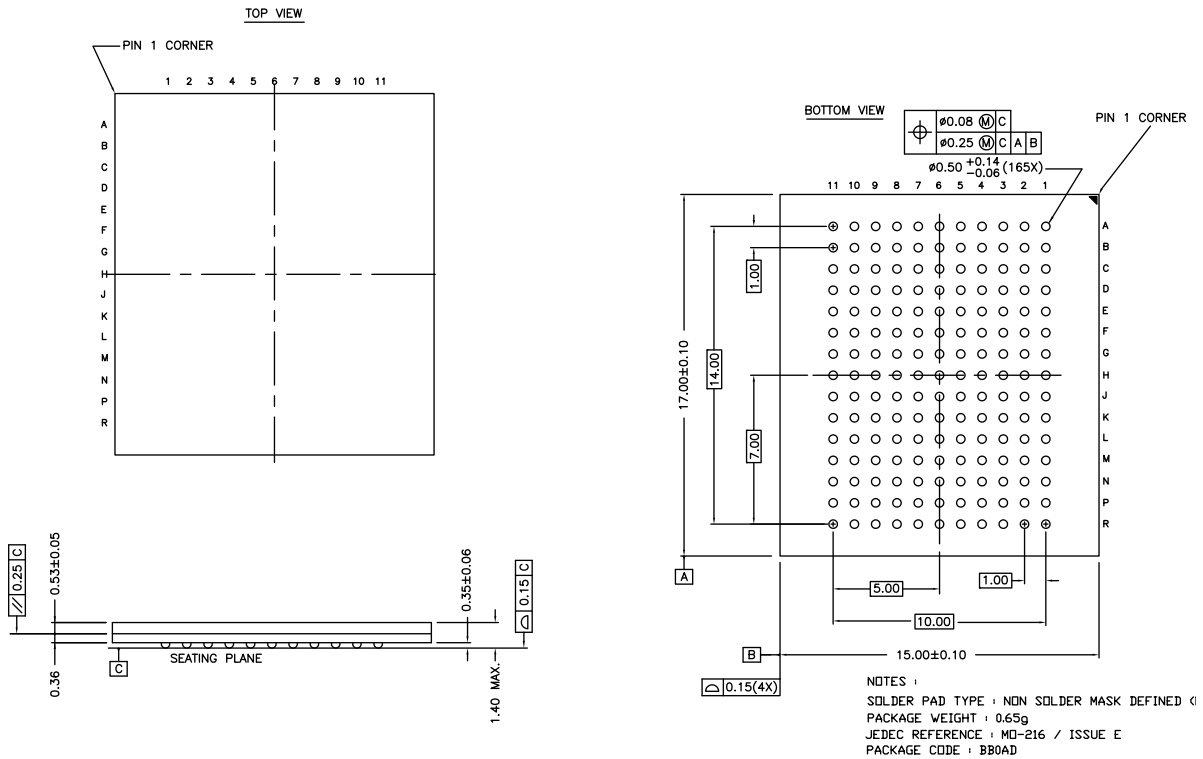 TOP VIEW
PIN 1 CORNER
1 2 3 4 5 6 7 8 9 10 11
A
B
C
D
E
F
G
H
J
K
L
M
N
P
R
BOTTOM VIEW
⌀0.08 Ⓜ C
⌀0.25 Ⓜ C A B
PIN 1 CORNER
⌀0.50 +0.14 -0.06 (165X)
11 10 9 8 7 6 5 4 3 2 1
A
B
C
D
E
F
G
H
J
K
L
M
N
P
R
1.00
14.00
17.00±0.10
7.00
A
5.00
1.00
10.00
B
15.00±0.10
0.15(4X)
0.25 C
0.53±0.05
0.36
C
SEATING PLANE
0.35±0.06
0.15 C
1.40 MAX.
NOTES :
SOLDER PAD TYPE : NON SOLDER MASK DEFINED (
PACKAGE WEIGHT : 0.65g
JEDEC REFERENCE : MO-216 / ISSUE E
PACKAGE CODE : BB0AD